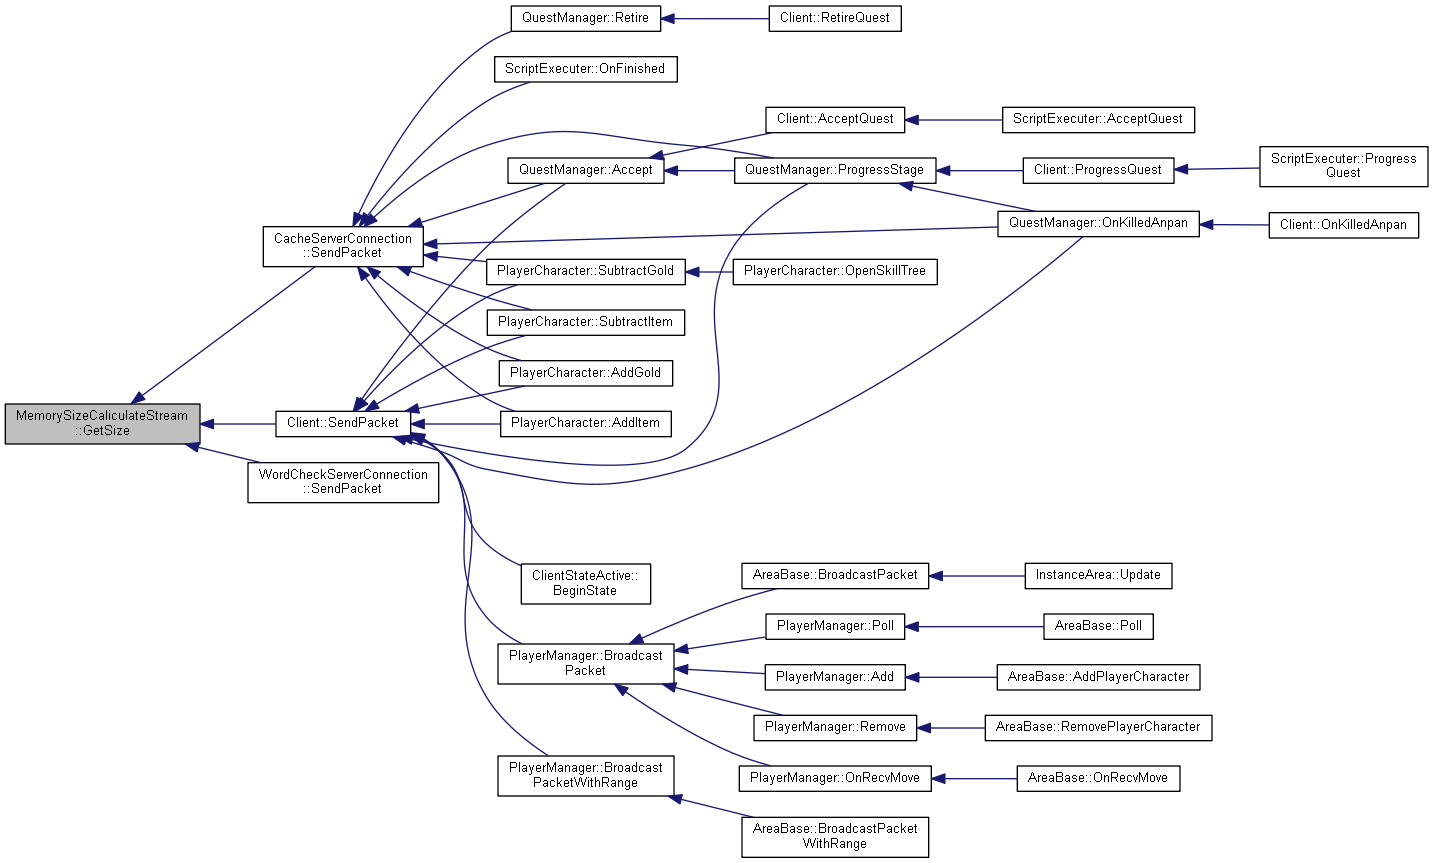 QuestManager::Retire
Client::RetireQuest
ScriptExecuter::OnFinished
Client::AcceptQuest
ScriptExecuter::AcceptQuest
QuestManager::Accept
QuestManager::ProgressStage
Client::ProgressQuest
ScriptExecuter::Progress
Quest
QuestManager::OnKilledAnpan
Client::OnKilledAnpan
CacheServerConnection
::SendPacket
PlayerCharacter::SubtractGold
PlayerCharacter::OpenSkillTree
PlayerCharacter::SubtractItem
PlayerCharacter::AddGold
MemorySizeCaliculateStream
::GetSize
Client::SendPacket
PlayerCharacter::AddItem
WordCheckServerConnection
::SendPacket
ClientStateActive::
BeginState
AreaBase::BroadcastPacket
InstanceArea::Update
PlayerManager::Poll
AreaBase::Poll
PlayerManager::Broadcast
Packet
PlayerManager::Add
AreaBase::AddPlayerCharacter
PlayerManager::Remove
AreaBase::RemovePlayerCharacter
PlayerManager::Broadcast
PacketWithRange
PlayerManager::OnRecvMove
AreaBase::OnRecvMove
AreaBase::BroadcastPacket
WithRange